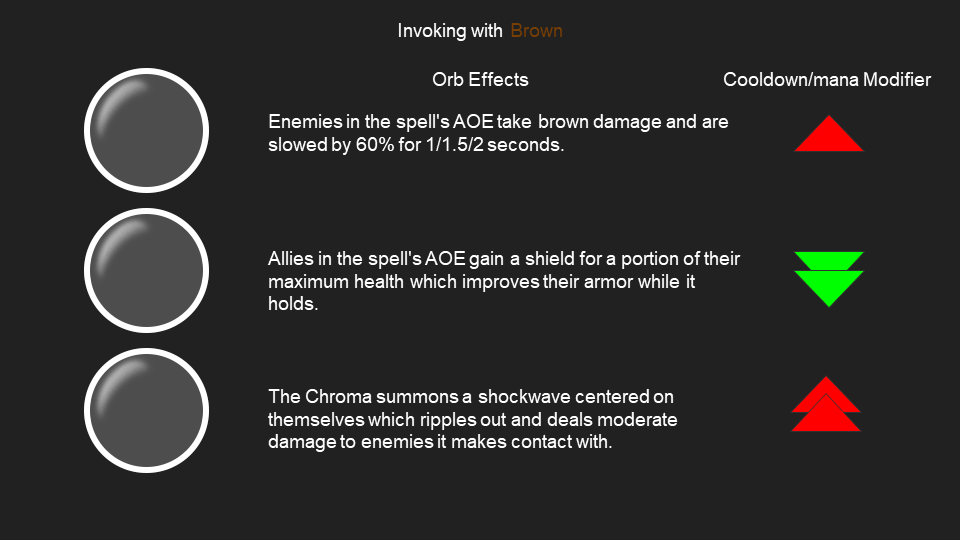 Invoking with Brown
Orb Effects
Cooldown/mana Modifier
Enemies in the spell's AOE take brown damage and are
slowed by 60% for 1/1.5/2 seconds.
Allies in the spell's AOE gain a shield for a portion of their
maximum health which improves their armor while it
holds.
The Chroma summons a shockwave centered on
themselves which ripples out and deals moderate
damage to enemies it makes contact with.